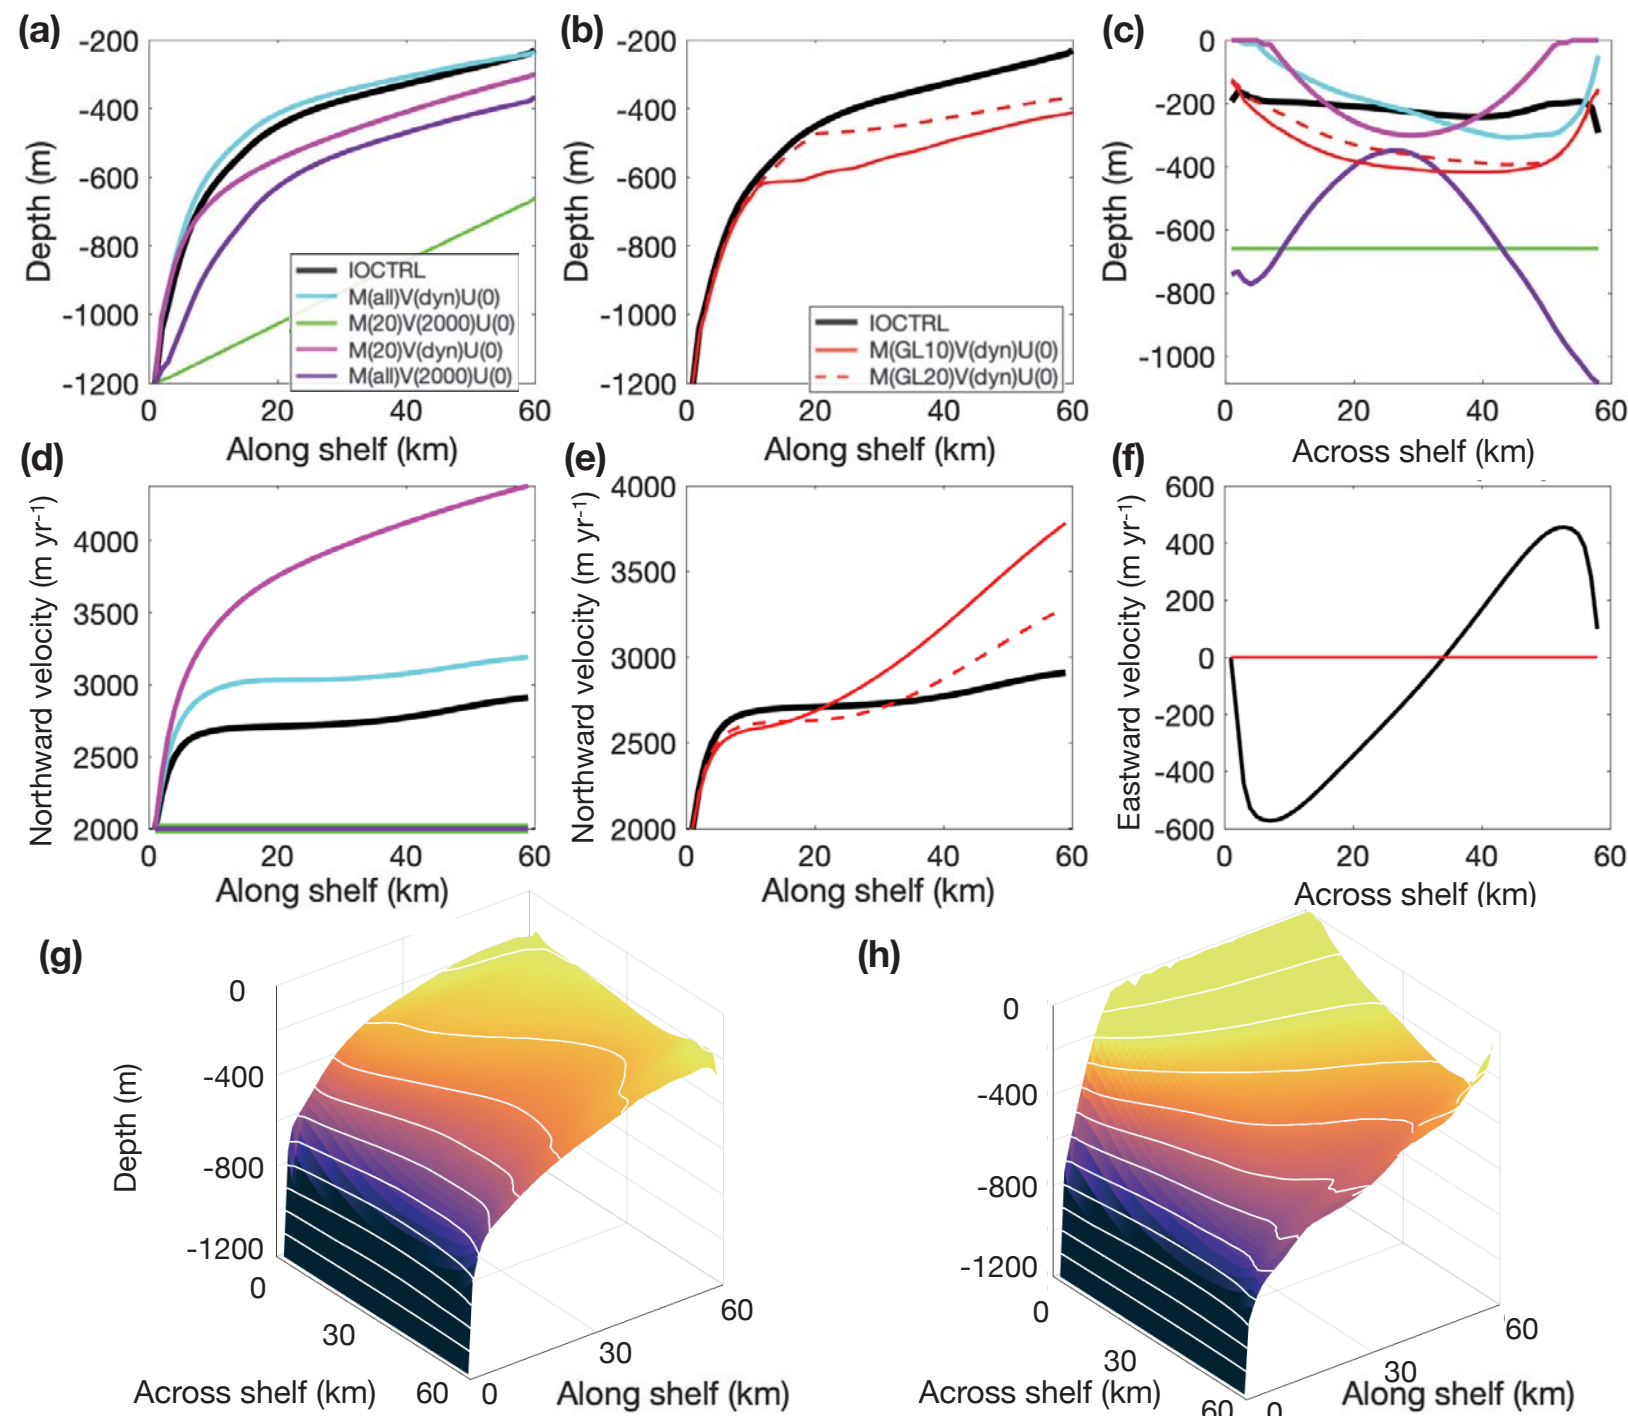 (a)
-200
-400
-600
-800
-1000
-1200
Depth (m)
0 20 40 60
Along shelf (km)
IOCTRL
M(all)V(dyn)U(0)
M(20)V(2000)U(0)
M(20)V(dyn)U(0)
M(all)V(2000)U(0)
(b)
-200
-400
-600
-800
-1000
-1200
Depth (m)
0 20 40 60
Along shelf (km)
IOCTRL
M(GL10)V(dyn)U(0)
M(GL20)V(dyn)U(0)
(c)
0
-200
-400
-600
-800
-1000
Depth (m)
0 20 40 60
Across shelf (km)
(d)
4000
3500
3000
2500
2000
Northward velocity (m yr-1)
0 20 40 60
Along shelf (km)
(e)
4000
3500
3000
2500
2000
Northward velocity (m yr-1)
0 20 40 60
Along shelf (km)
(f)
600
400
200
0
-200
-400
-600
Eastward velocity (m yr-1)
0 20 40 60
Across shelf (km)
(g)
0
-400
-800
-1200
Depth (m)
0
30
60
Across shelf (km)
0
30
60
Along shelf (km)
(h)
0
-400
-800
-1200
0
30
60
Across shelf (km)
0
30
60
Along shelf (km)